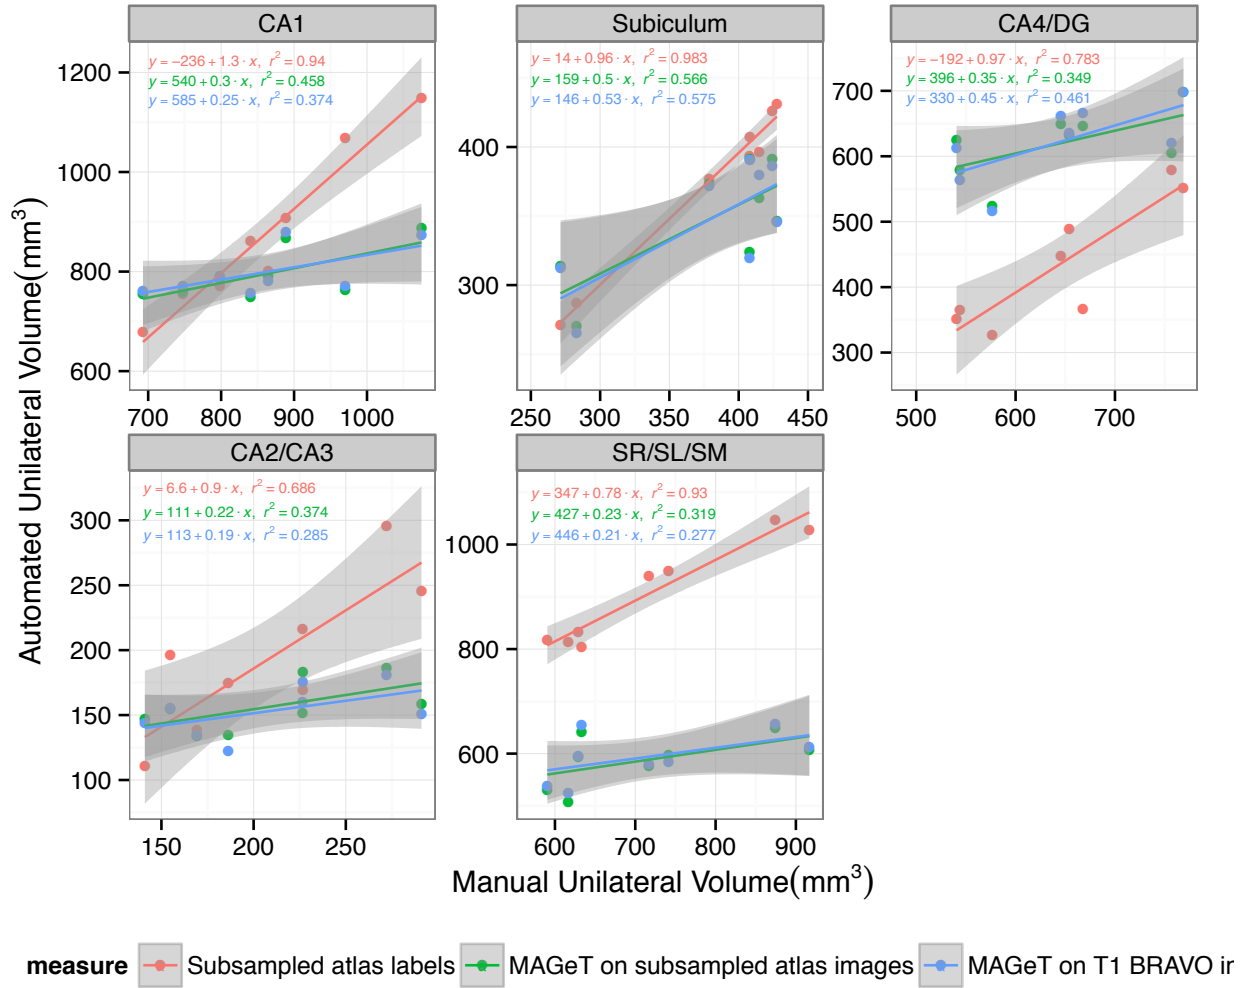 CA1
Subiculum
CA4/DG
y = −236 + 1.3 · x, r² = 0.94
y = 540 + 0.3 · x, r² = 0.458
y = 585 + 0.25 · x, r² = 0.374
y = 14 + 0.96 · x, r² = 0.983
y = 159 + 0.5 · x, r² = 0.566
y = 146 + 0.53 · x, r² = 0.575
y = −192 + 0.97 · x, r² = 0.783
y = 396 + 0.35 · x, r² = 0.349
y = 330 + 0.45 · x, r² = 0.461
1200
1000
800
600
400
300
700
600
500
400
300
700 800 900 1000
250 300 350 400 450
500 600 700
CA2/CA3
SR/SL/SM
y = 6.6 + 0.9 · x, r² = 0.686
y = 111 + 0.22 · x, r² = 0.374
y = 113 + 0.19 · x, r² = 0.285
y = 347 + 0.78 · x, r² = 0.93
y = 427 + 0.23 · x, r² = 0.319
y = 446 + 0.21 · x, r² = 0.277
300
250
200
150
100
1000
800
600
150 200 250
600 700 800 900
Automated Unilateral Volume(mm³)
Manual Unilateral Volume(mm³)
measure Subsampled atlas labels MAGeT on subsampled atlas images MAGeT on T1 BRAVO